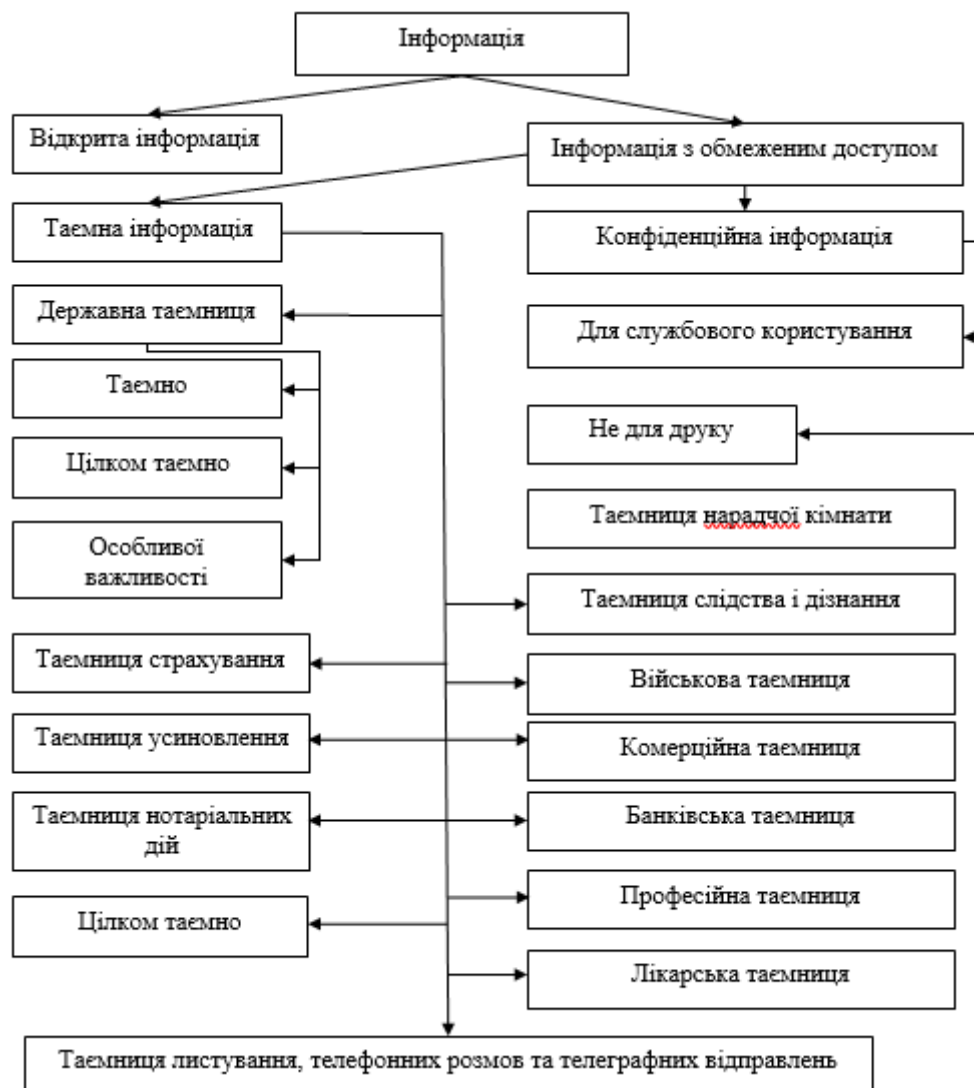 Інформація
Відкрита інформація
Інформація з обмеженим доступом
Таємна інформація
Конфіденційна інформація
Державна таємниця
Для службового користування
Таємно
Не для друку
Цілком таємно
Таємниця нарадчої кімнати
Особливої
важливості
Таємниця слідства і дізнання
Таємниця страхування
Військова таємниця
Таємниця усиновлення
Комерційна таємниця
Таємниця нотаріальних
дій
Банківська таємниця
Цілком таємно
Професійна таємниця
Лікарська таємниця
Таємниця листування, телефонних розмов та телеграфних відправлень